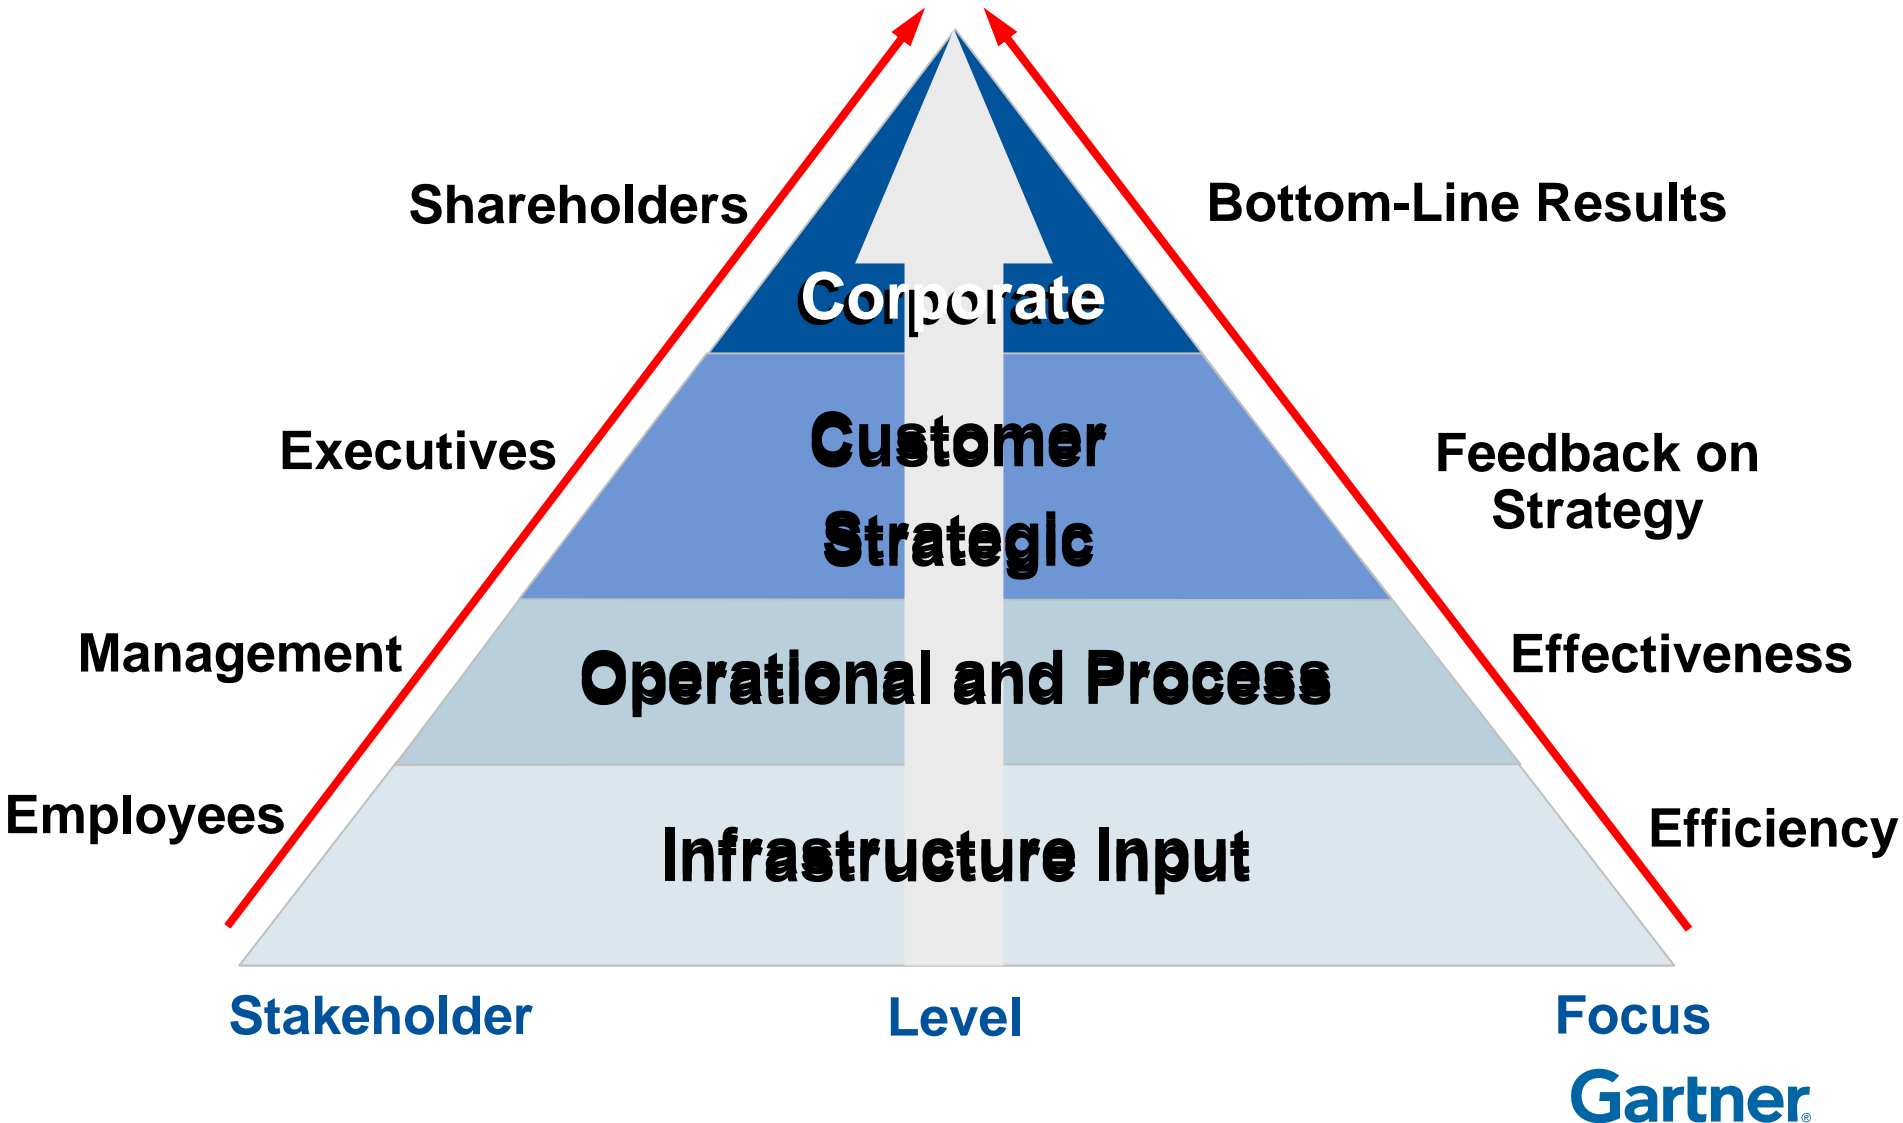 Shareholders
Bottom-Line Results
Corporate
Executives
Customer
Strategic
Feedback on
Strategy
Management
Operational and Process
Effectiveness
Employees
Infrastructure Input
Efficiency
Stakeholder
Level
Focus
Gartner®